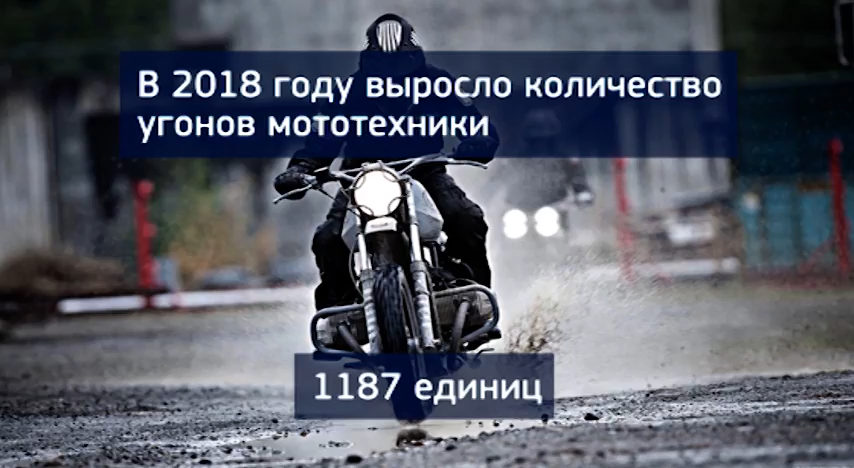 В 2018 году выросло количество
угонов мототехники
1187 единиц